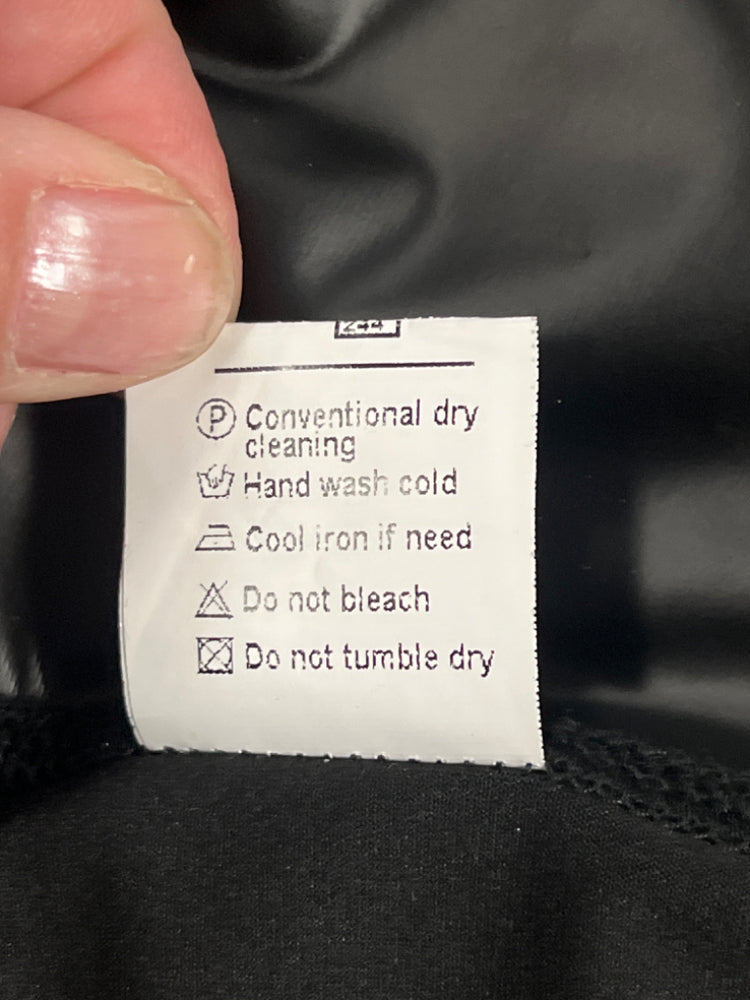 P Conventional dry
cleaning
Hand wash cold
Cool iron if need
Do not bleach
Do not tumble dry